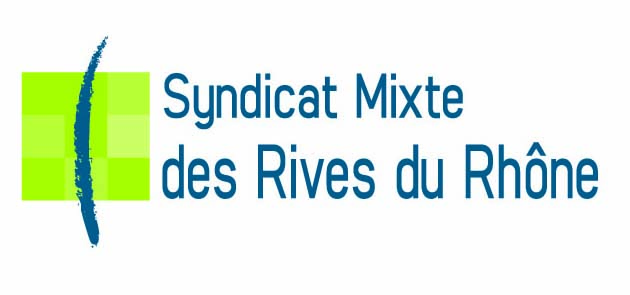 Syndicat Mixte
des Rives du Rhône